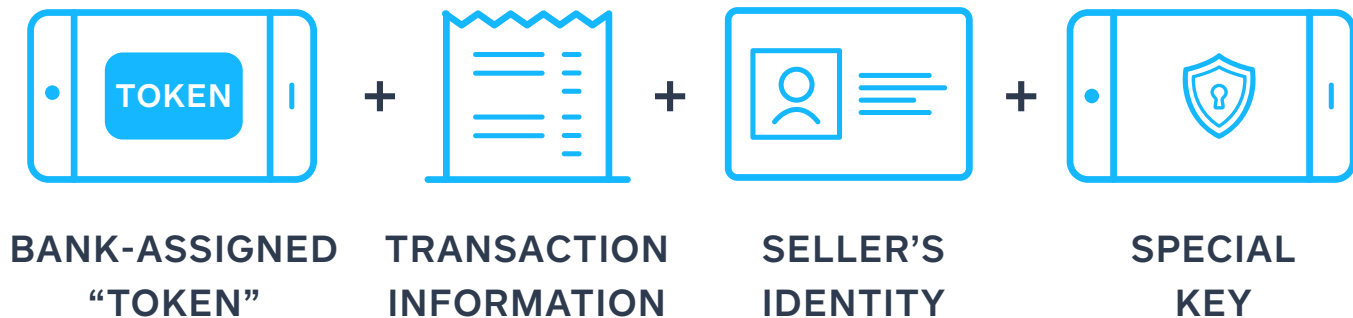 TOKEN
+ + +
BANK-ASSIGNED
“TOKEN”
TRANSACTION
INFORMATION
SELLER’S
IDENTITY
SPECIAL
KEY